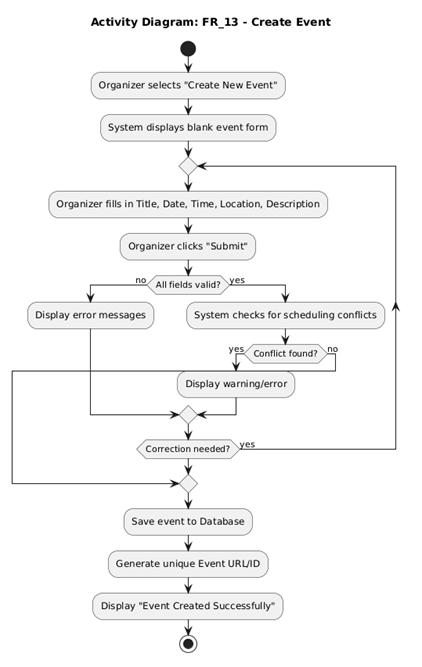 Activity Diagram: FR_13 - Create Event
Organizer selects "Create New Event"
System displays blank event form
Organizer fills in Title, Date, Time, Location, Description
Organizer clicks "Submit"
no
All fields valid?
yes
Display error messages
System checks for scheduling conflicts
yes
Conflict found?
no
Display warning/error
Correction needed?
yes
Save event to Database
Generate unique Event URL/ID
Display "Event Created Successfully"